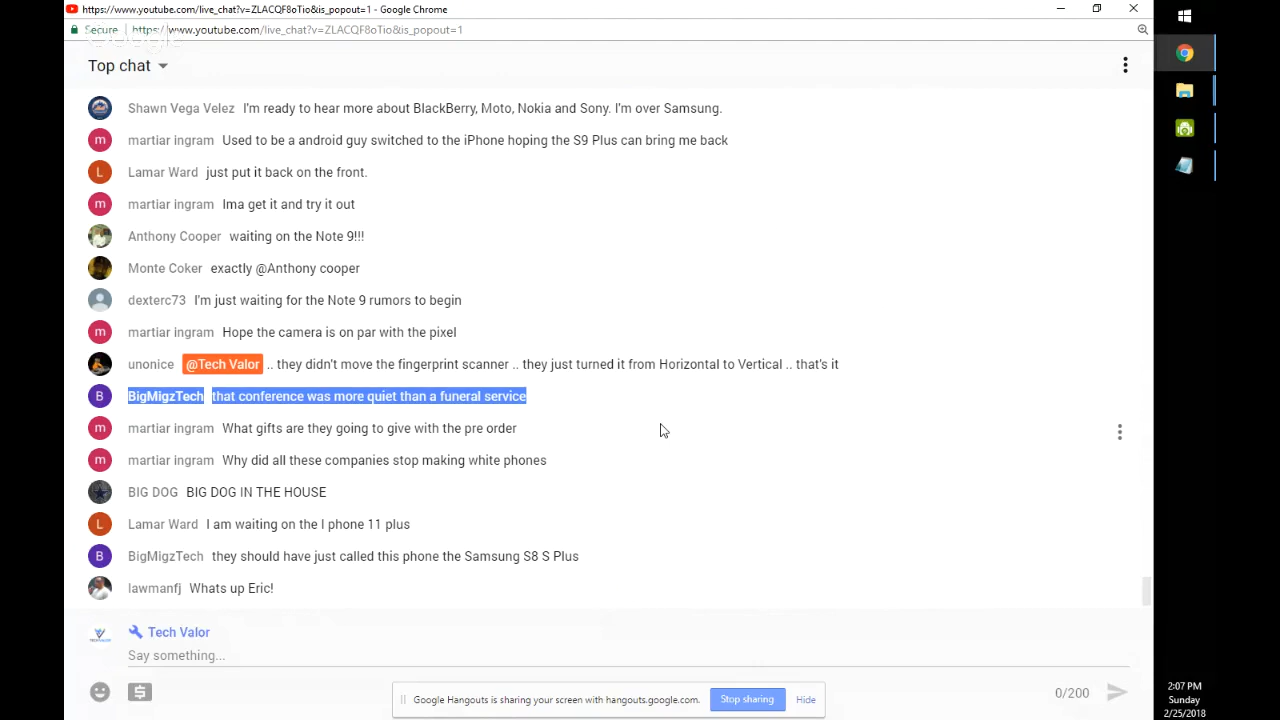 https://www.youtube.com/live_chat?v=ZLACQF8oTio&is_popout=1 - Google Chrome
Secure https://www.youtube.com/live_chat?v=ZLACQF8oTio&is_popout=1
Google
Top chat
Shawn Vega Velez I'm ready to hear more about BlackBerry, Moto, Nokia and Sony. I'm over Samsung.
m martiar ingram Used to be a android guy switched to the iPhone hoping the S9 Plus can bring me back
L Lamar Ward just put it back on the front.
m martiar ingram Ima get it and try it out
Anthony Cooper waiting on the Note 9!!!
Monte Coker exactly @Anthony cooper
dexterc73 I'm just waiting for the Note 9 rumors to begin
m martiar ingram Hope the camera is on par with the pixel
unonice @Tech Valor .. they didn't move the fingerprint scanner .. they just turned it from Horizontal to Vertical .. that's it
B BigMigzTech that conference was more quiet than a funeral service
m martiar ingram What gifts are they going to give with the pre order
m martiar ingram Why did all these companies stop making white phones
BIG DOG BIG DOG IN THE HOUSE
L Lamar Ward I am waiting on the I phone 11 plus
B BigMigzTech they should have just called this phone the Samsung S8 S Plus
lawmanfj Whats up Eric!
Tech Valor
Say something...
Google Hangouts is sharing your screen with hangouts.google.com. Stop sharing Hide
0/200
2:07 PM
Sunday
2/25/2018